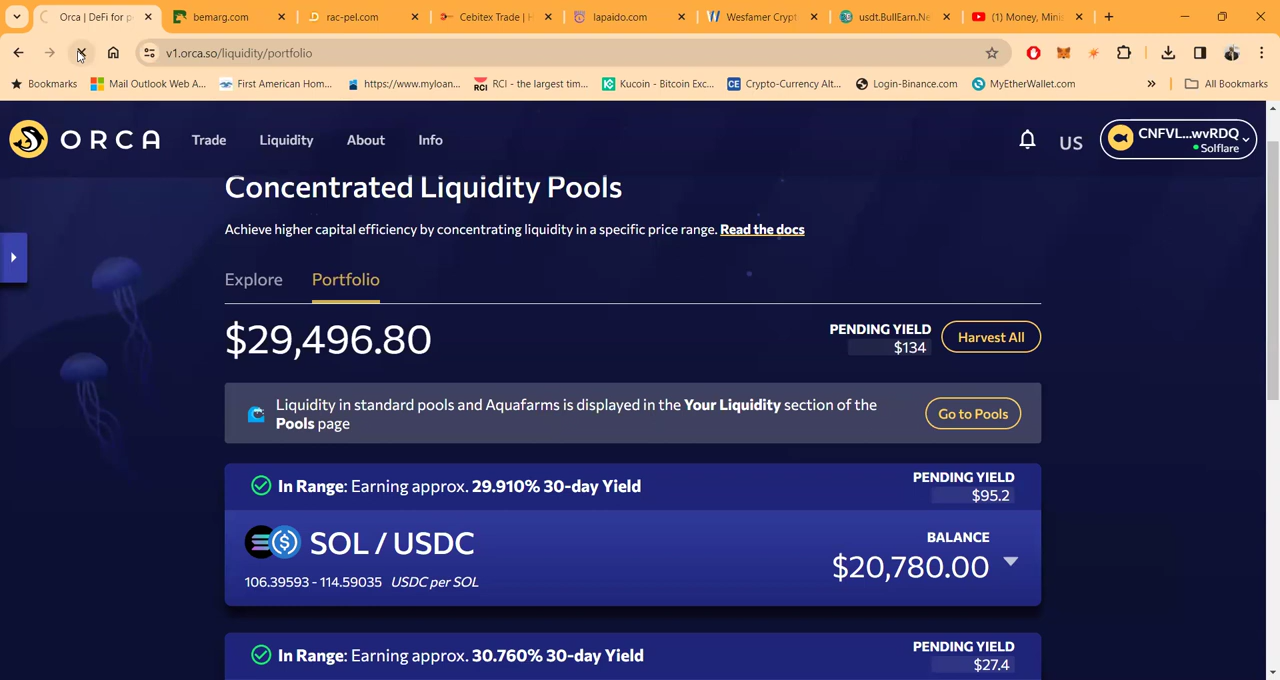 Orca | DeFi for p
bemarg.com
rac-pel.com
Cebitex Trade | H
lapaido.com
Wesfamer Crypt
usdt.BullEarn.Ne
(1) Money, Minis
v1.orca.so/liquidity/portfolio
Bookmarks
Mail Outlook Web A...
First American Hom...
https://www.myloan...
RCI - the largest tim...
Kucoin - Bitcoin Exc...
Crypto-Currency Alt...
Login-Binance.com
MyEtherWallet.com
All Bookmarks
ORCA
Trade
Liquidity
About
Info
US
CNFVL...wvRDQ
Solflare
Concentrated Liquidity Pools
Achieve higher capital efficiency by concentrating liquidity in a specific price range. Read the docs
Explore
Portfolio
$29,496.80
PENDING YIELD
$134
Harvest All
Liquidity in standard pools and Aquafarms is displayed in the Your Liquidity section of the
Pools page
Go to Pools
In Range: Earning approx. 29.910% 30-day Yield
PENDING YIELD
$95.2
SOL / USDC
106.39593 - 114.59035 USDC per SOL
BALANCE
$20,780.00
In Range: Earning approx. 30.760% 30-day Yield
PENDING YIELD
$27.4